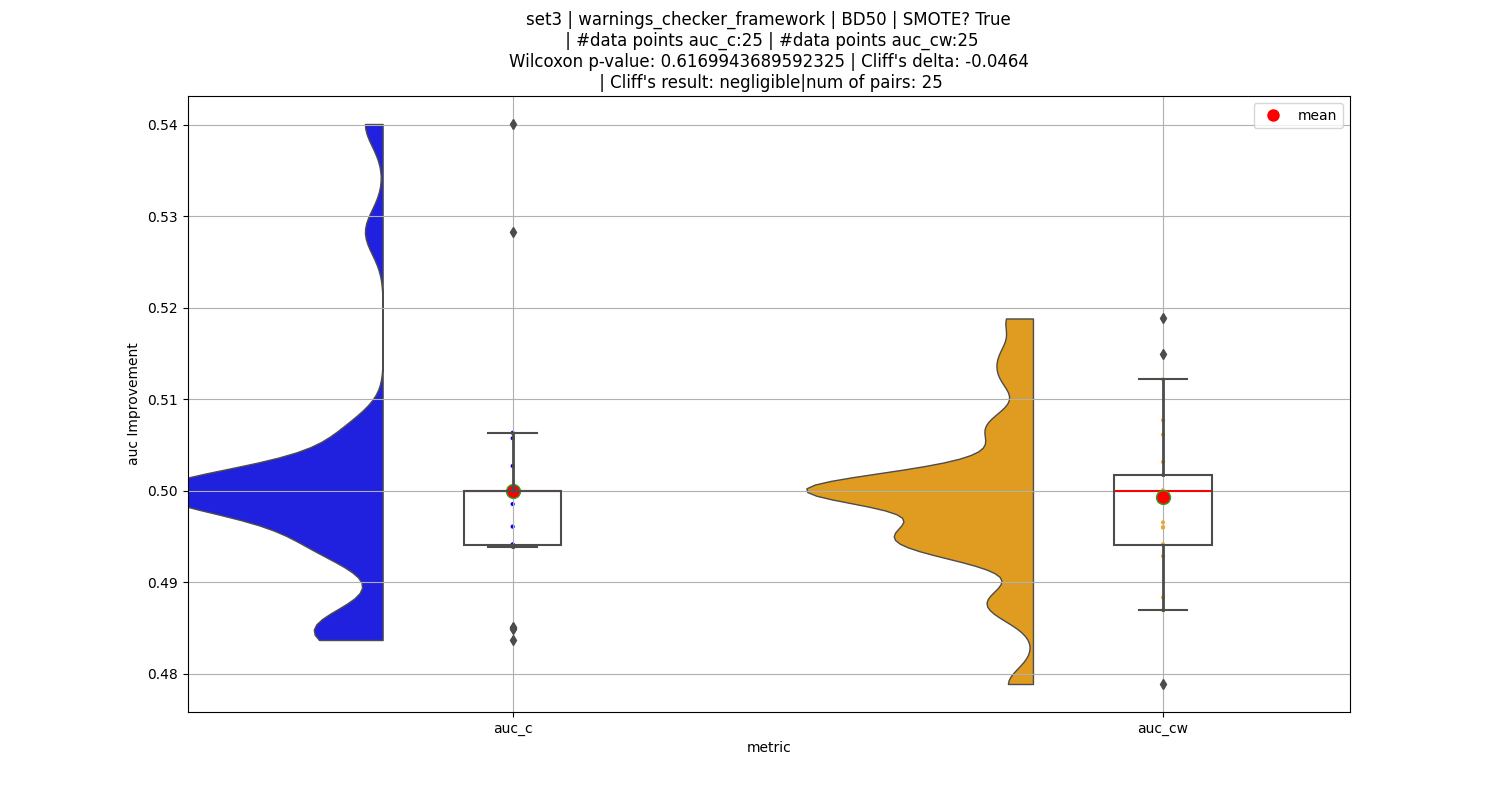 set3 | warnings_checker_framework | BD50 | SMOTE? True
| #data points auc_c:25 | #data points auc_cw:25
Wilcoxon p-value: 0.6169943689592325 | Cliff's delta: -0.0464
| Cliff's result: negligible|num of pairs: 25
mean
0.54
0.53
0.52
0.51
0.50
0.49
0.48
auc Improvement
auc_c
auc_cw
metric